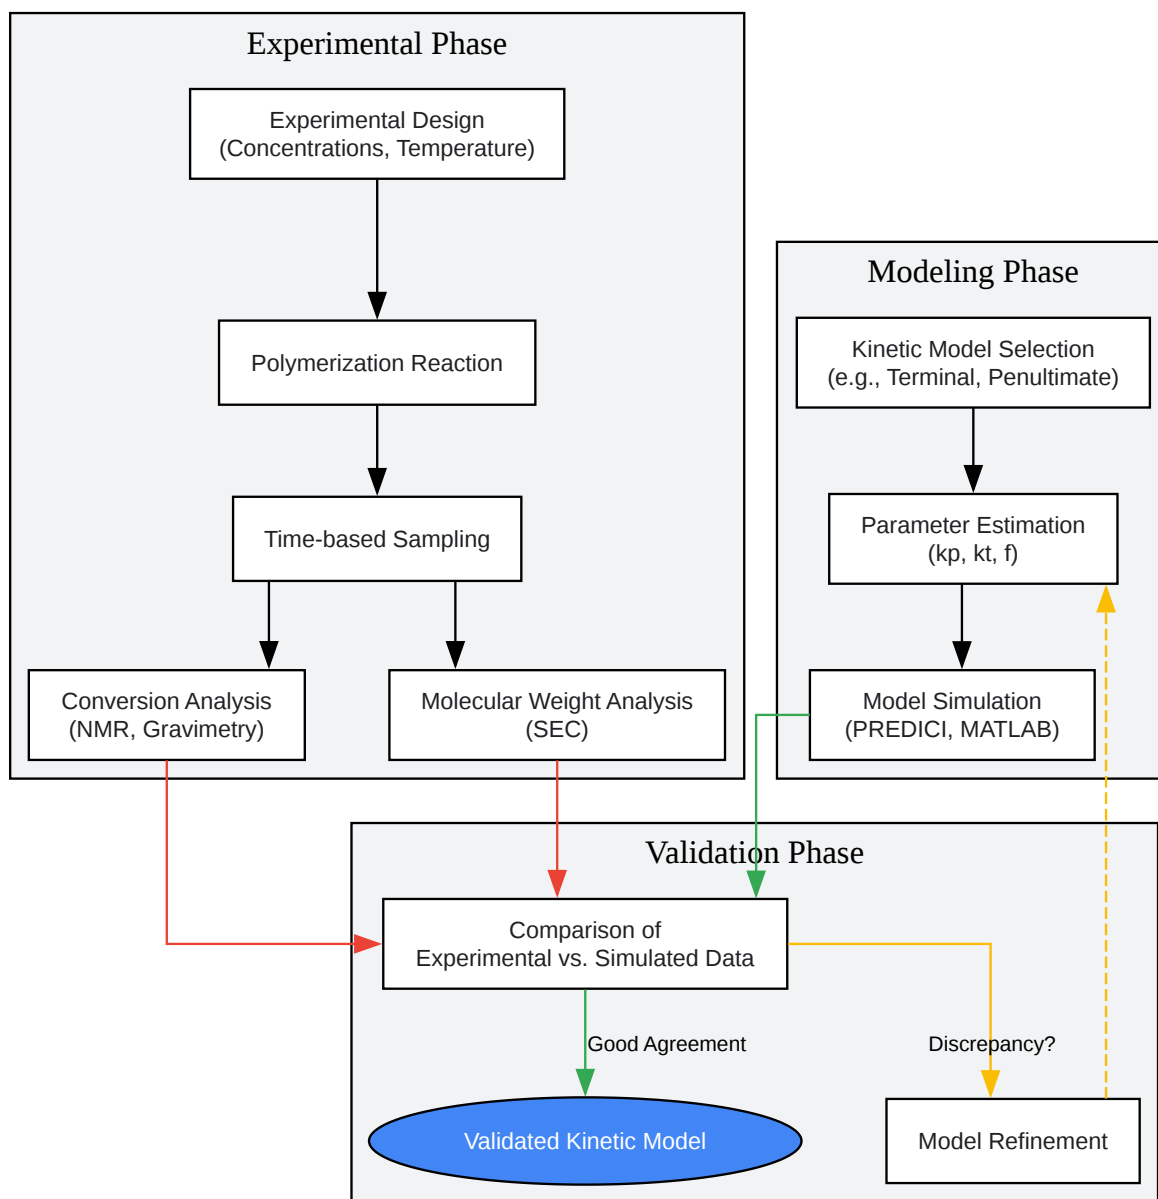 Experimental Phase
Experimental Design
(Concentrations, Temperature)
Polymerization Reaction
Time-based Sampling
Conversion Analysis
(NMR, Gravimetry)
Molecular Weight Analysis
(SEC)
Modeling Phase
Kinetic Model Selection
(e.g., Terminal, Penultimate)
Parameter Estimation
(kp, kt, f)
Model Simulation
(PREDICI, MATLAB)
Validation Phase
Comparison of
Experimental vs. Simulated Data
Good Agreement
Discrepancy?
Validated Kinetic Model
Model Refinement